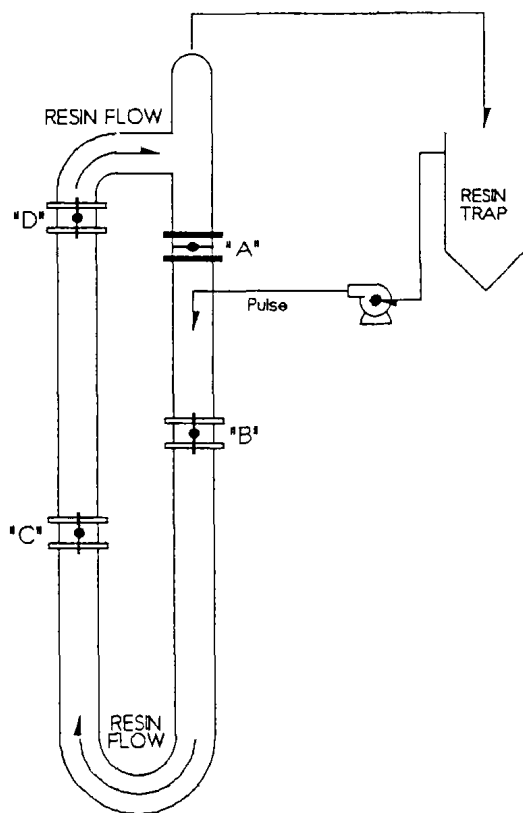 RESIN FLOW
"D"
"A"
RESIN
TRAP
Pulse
"B"
"C"
RESIN
FLOW